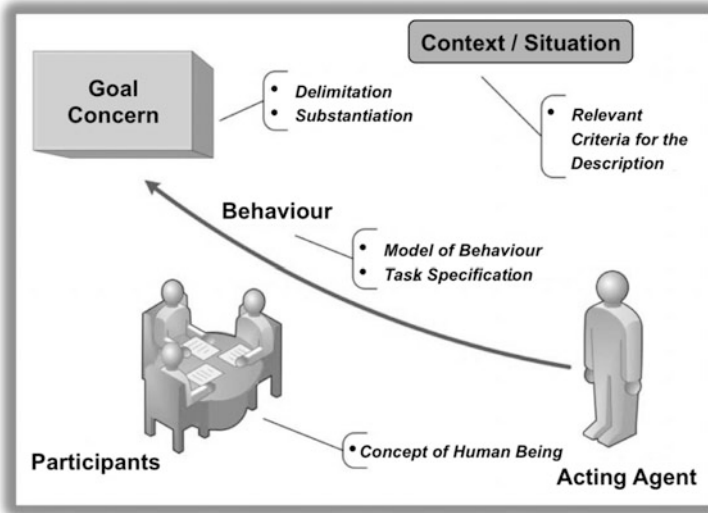 Context / Situation
Goal
Concern
• Delimitation
• Substantiation
• Relevant
Criteria for the
Description
Behaviour
• Model of Behaviour
• Task Specification
• Concept of Human Being
Participants
Acting Agent